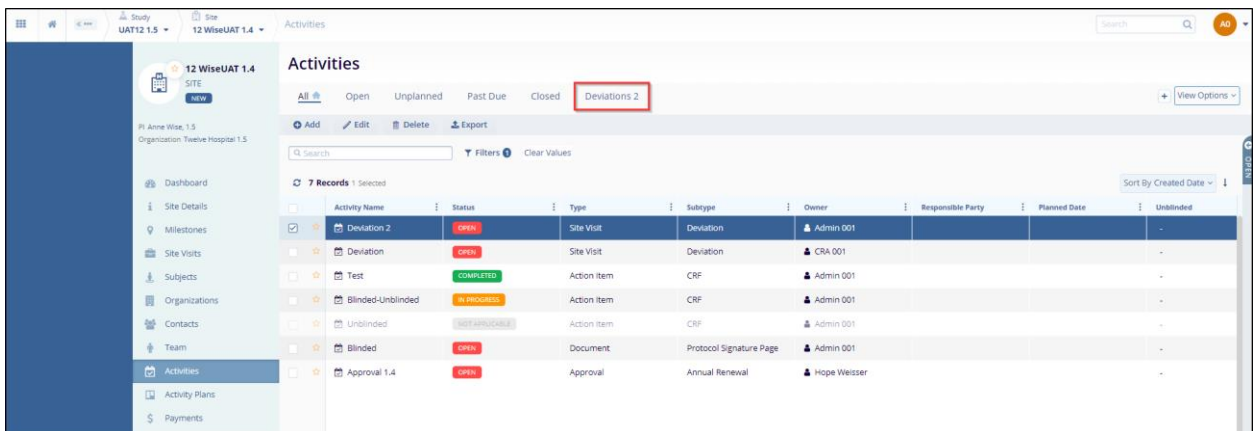 Study
UAT12 1.5
Site
12 WiseUAT 1.4
Activities
Search
AO
12 WiseUAT 1.4
SITE
NEW
PI Anne Wise, 1.5
Organization Twelve Hospital 1.5
Dashboard
Site Details
Milestones
Site Visits
Subjects
Organizations
Contacts
Team
Activities
Activity Plans
Payments
Activities
All Open Unplanned Past Due Closed Deviations 2
+ View Options
Add Edit Delete Export
Search Filters 1 Clear Values
7 Records 1 Selected Sort By Created Date
Activity Name Status Type Subtype Owner Responsible Party Planned Date Unblinded
Deviation 2 OPEN Site Visit Deviation Admin 001 -
Deviation OPEN Site Visit Deviation CRA 001 -
Test COMPLETED Action Item CRF Admin 001 -
Blinded-Unblinded IN PROGRESS Action Item CRF Admin 001 -
Unblinded NOT APPLICABLE Action Item CRF Admin 001 -
Blinded OPEN Document Protocol Signature Page Admin 001 -
Approval 1.4 OPEN Approval Annual Renewal Hope Weisser -
OPEN